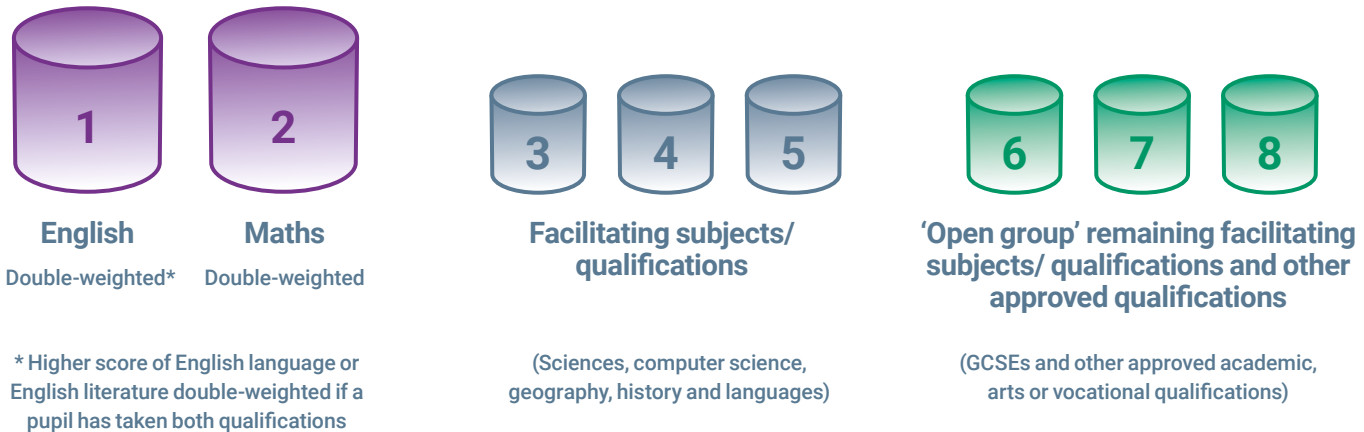 1
2
English
Double-weighted*
Maths
Double-weighted
* Higher score of English language or
English literature double-weighted if a
pupil has taken both qualifications
3
4
5
Facilitating subjects/
qualifications
(Sciences, computer science,
geography, history and languages)
6
7
8
‘Open group’ remaining facilitating
subjects/ qualifications and other
approved qualifications
(GCSEs and other approved academic,
arts or vocational qualifications)